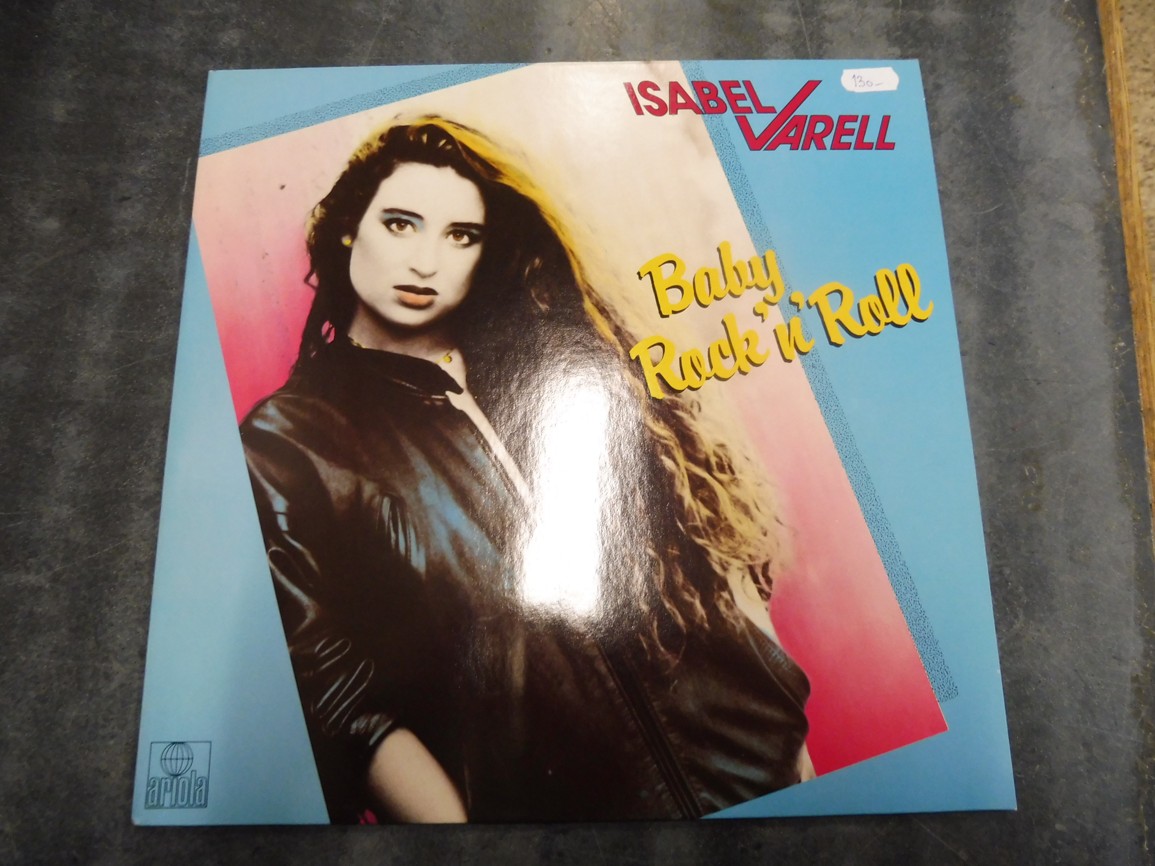 ISABEL
VARELL
130.-
Baby
Rock 'n' Roll
ariola